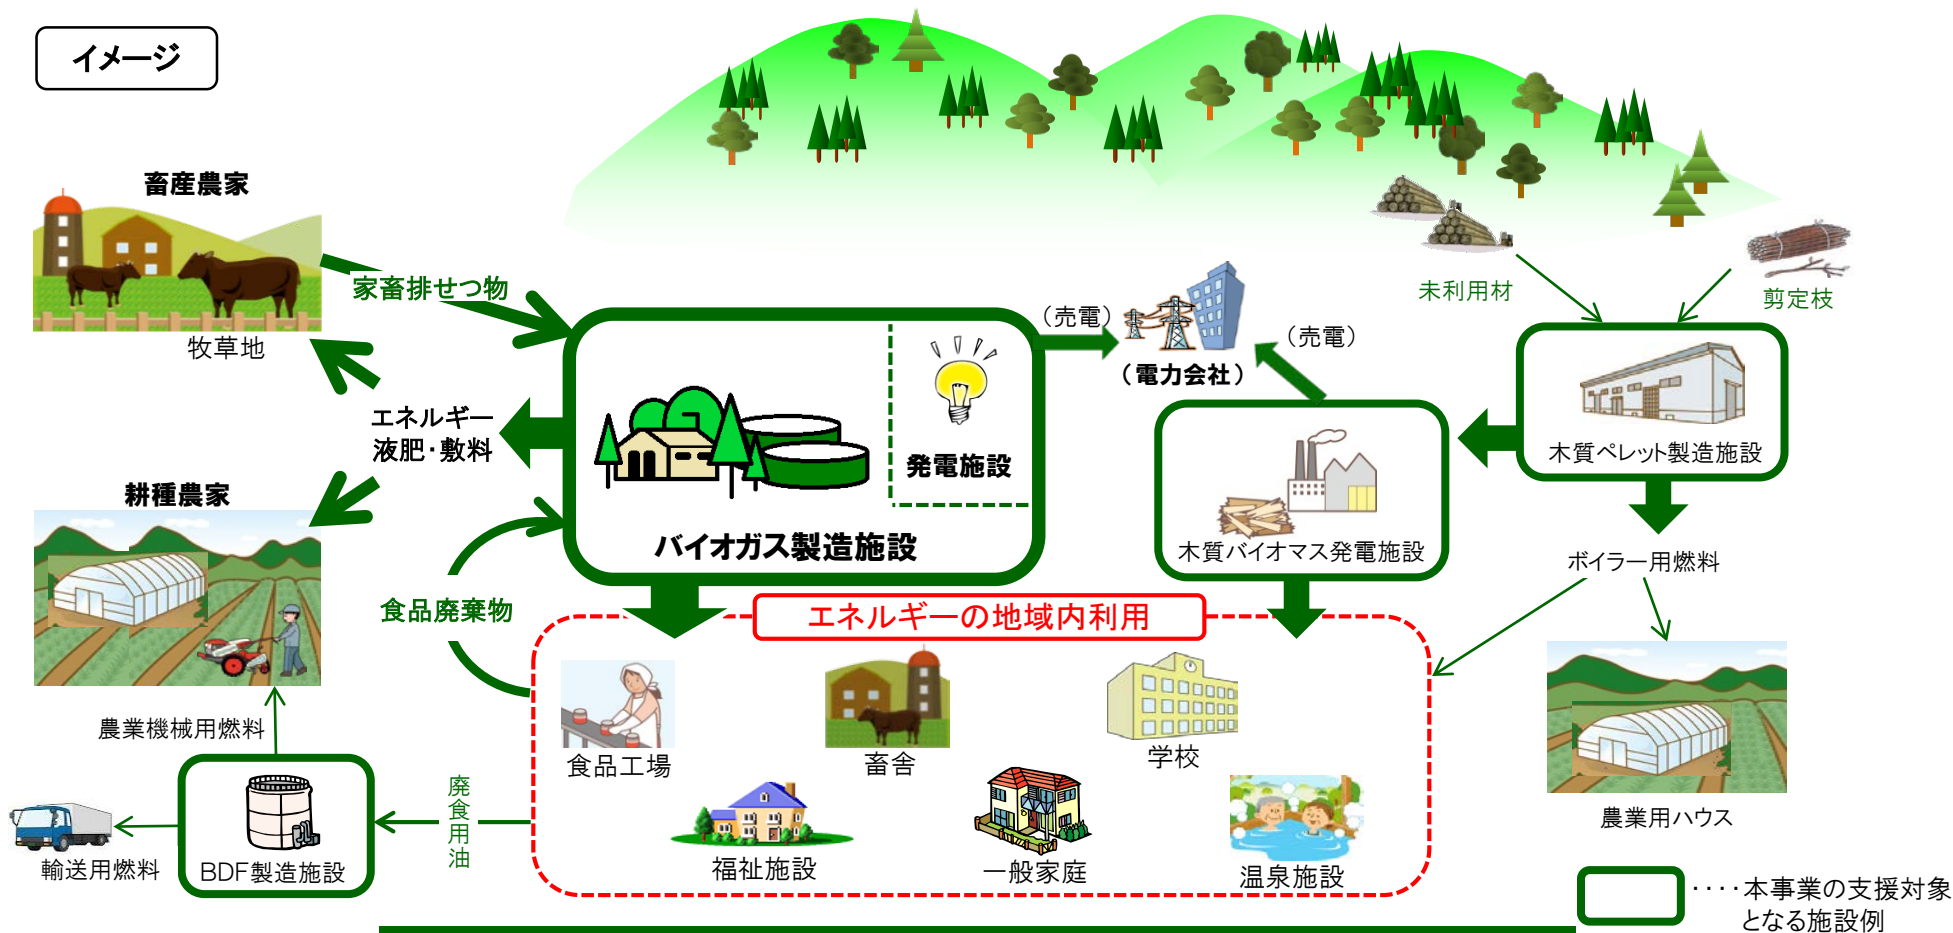 イメージ
畜産農家
牧草地
家畜排せつ物
エネルギー
液肥・敷料
耕種農家
食品廃棄物
農業機械用燃料
輸送用燃料
BDF製造施設
廃食用油
バイオガス製造施設
発電施設
（売電）
（電力会社）
（売電）
未利用材
剪定枝
木質ペレット製造施設
木質バイオマス発電施設
ボイラー用燃料
農業用ハウス
エネルギーの地域内利用
食品工場
畜舎
学校
福祉施設
一般家庭
温泉施設
････本事業の支援対象
となる施設例